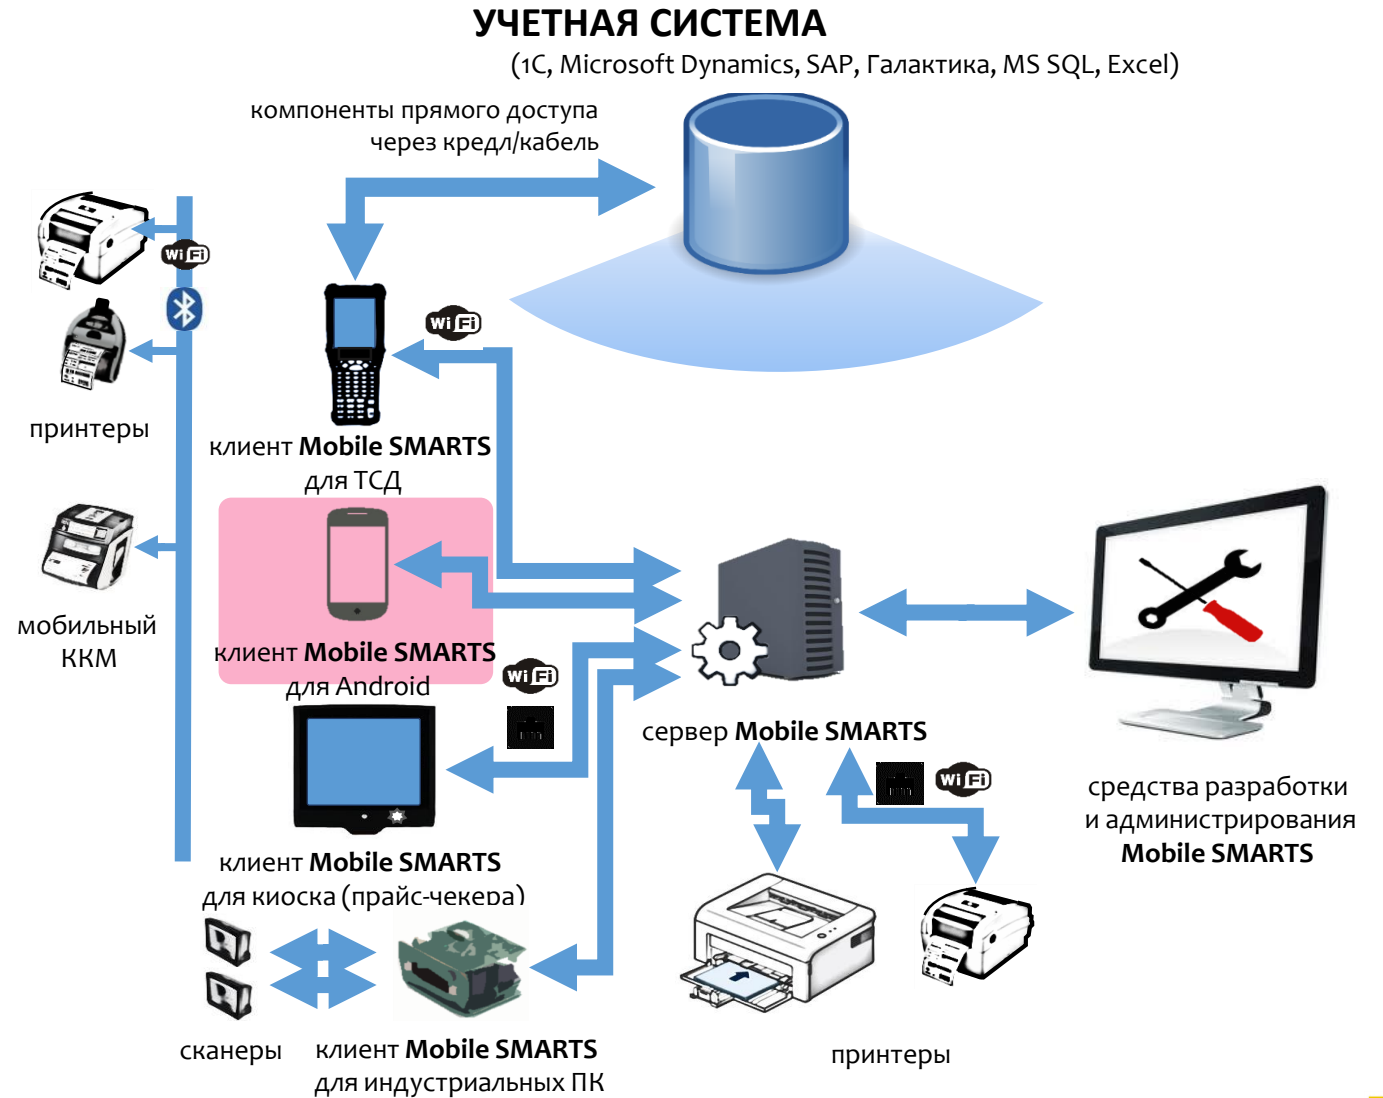 УЧЕТНАЯ СИСТЕМА
(1С, Microsoft Dynamics, SAP, Галактика, MS SQL, Excel)
компоненты прямого доступа
через кредл/кабель
Wi Fi
Wi Fi
принтеры
клиент Mobile SMARTS
для ТСД
мобильный
ККМ
клиент Mobile SMARTS
для Android
Wi Fi
сервер Mobile SMARTS
Wi Fi
средства разработки
и администрирования
Mobile SMARTS
клиент Mobile SMARTS
для киоска (прайс-чекера)
сканеры
клиент Mobile SMARTS
для индустриальных ПК
принтеры